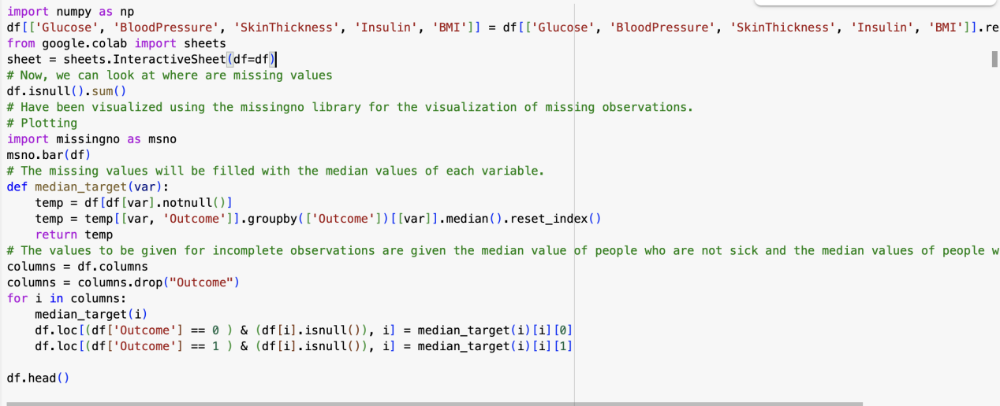 import numpy as np
df[['Glucose', 'BloodPressure', 'SkinThickness', 'Insulin', 'BMI']] = df[['Glucose', 'BloodPressure', 'SkinThickness', 'Insulin', 'BMI']].re
from google.colab import sheets
sheet = sheets.InteractiveSheet(df=df)
# Now, we can look at where are missing values
df.isnull().sum()
# Have been visualized using the missingno library for the visualization of missing observations.
# Plotting
import missingno as msno
msno.bar(df)
# The missing values will be filled with the median values of each variable.
def median_target(var):
    temp = df[df[var].notnull()]
    temp = temp[[var, 'Outcome']].groupby(['Outcome'])[[var]].median().reset_index()
    return temp
# The values to be given for incomplete observations are given the median value of people who are not sick and the median values of people w
columns = df.columns
columns = columns.drop("Outcome")
for i in columns:
    median_target(i)
    df.loc[(df['Outcome'] == 0 ) & (df[i].isnull()), i] = median_target(i)[i][0]
    df.loc[(df['Outcome'] == 1 ) & (df[i].isnull()), i] = median_target(i)[i][1]
df.head()